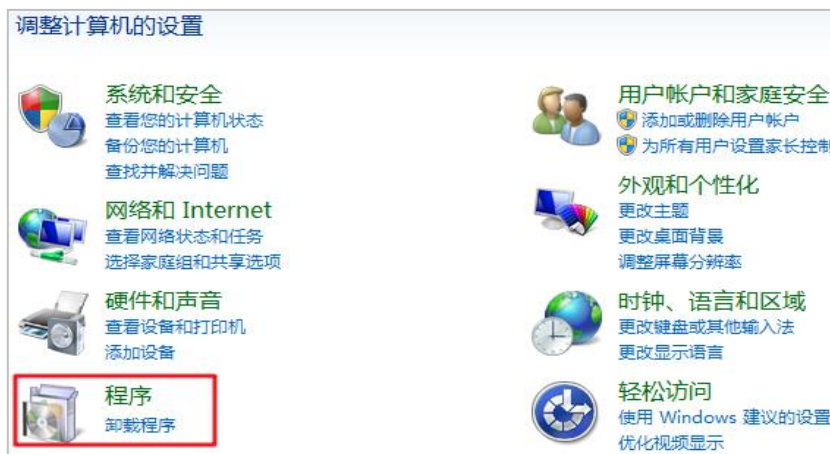 调整计算机的设置
系统和安全
查看您的计算机状态
备份您的计算机
查找并解决问题
网络和 Internet
查看网络状态和任务
选择家庭组和共享选项
硬件和声音
查看设备和打印机
添加设备
程序
卸载程序
用户帐户和家庭安全
添加或删除用户帐户
为所有用户设置家长控制
外观和个性化
更改主题
更改桌面背景
调整屏幕分辨率
时钟、语言和区域
更改键盘或其他输入法
更改显示语言
轻松访问
使用 Windows 建议的设置
优化视频显示